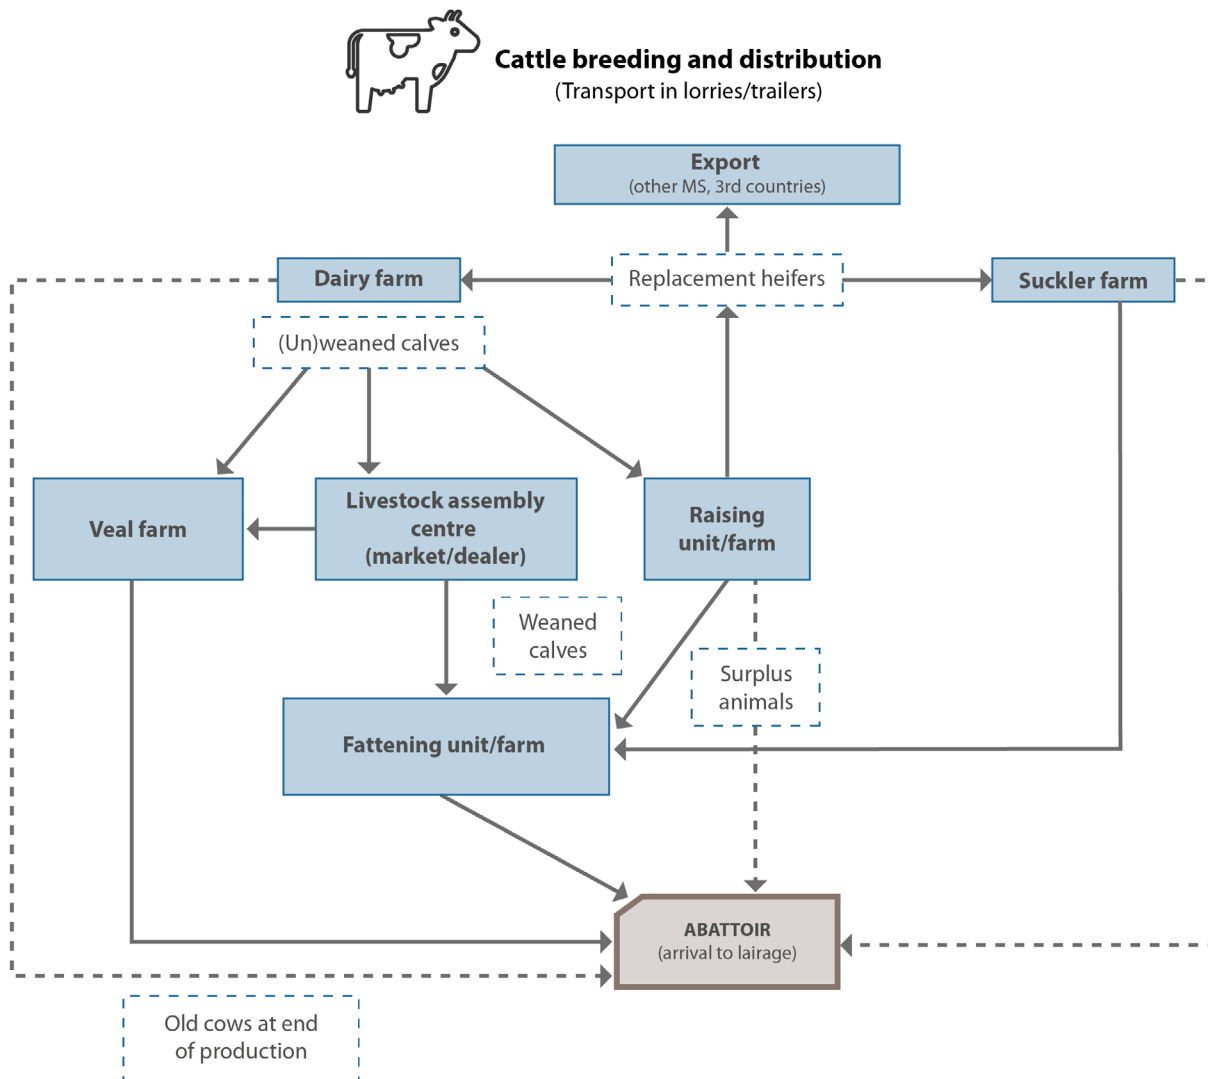 Cattle breeding and distribution
(Transport in lorries/trailers)
Export
(other MS, 3rd countries)
Dairy farm
Replacement heifers
Suckler farm
(Un)weaned calves
Veal farm
Livestock assembly
centre
(market/dealer)
Raising
unit/farm
Weaned
calves
Surplus
animals
Fattening unit/farm
ABATTOIR
(arrival to lairage)
Old cows at end
of production